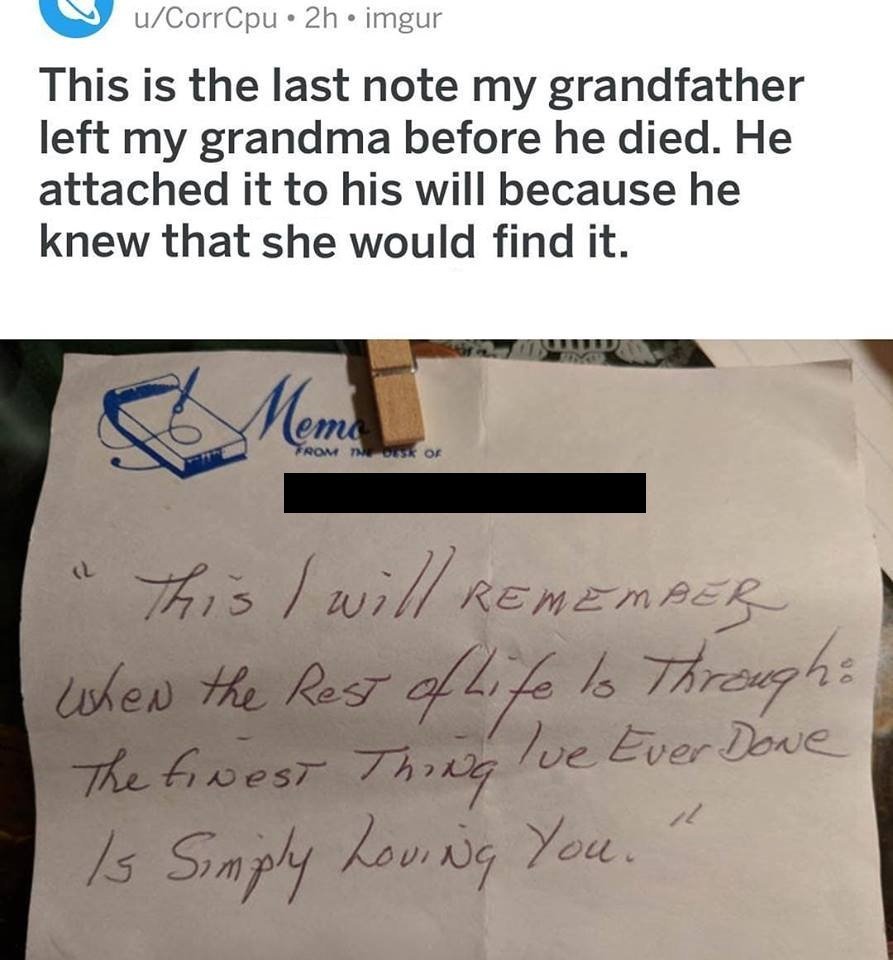 u/CorrCpu • 2h • imgur
This is the last note my grandfather
left my grandma before he died. He
attached it to his will because he
knew that she would find it.
Memo
FROM THE DESK OF
" This I will REMEMBER
When the Rest of Life Is Through:
The finest Thing I've Ever Done
Is Simply Loving You. "